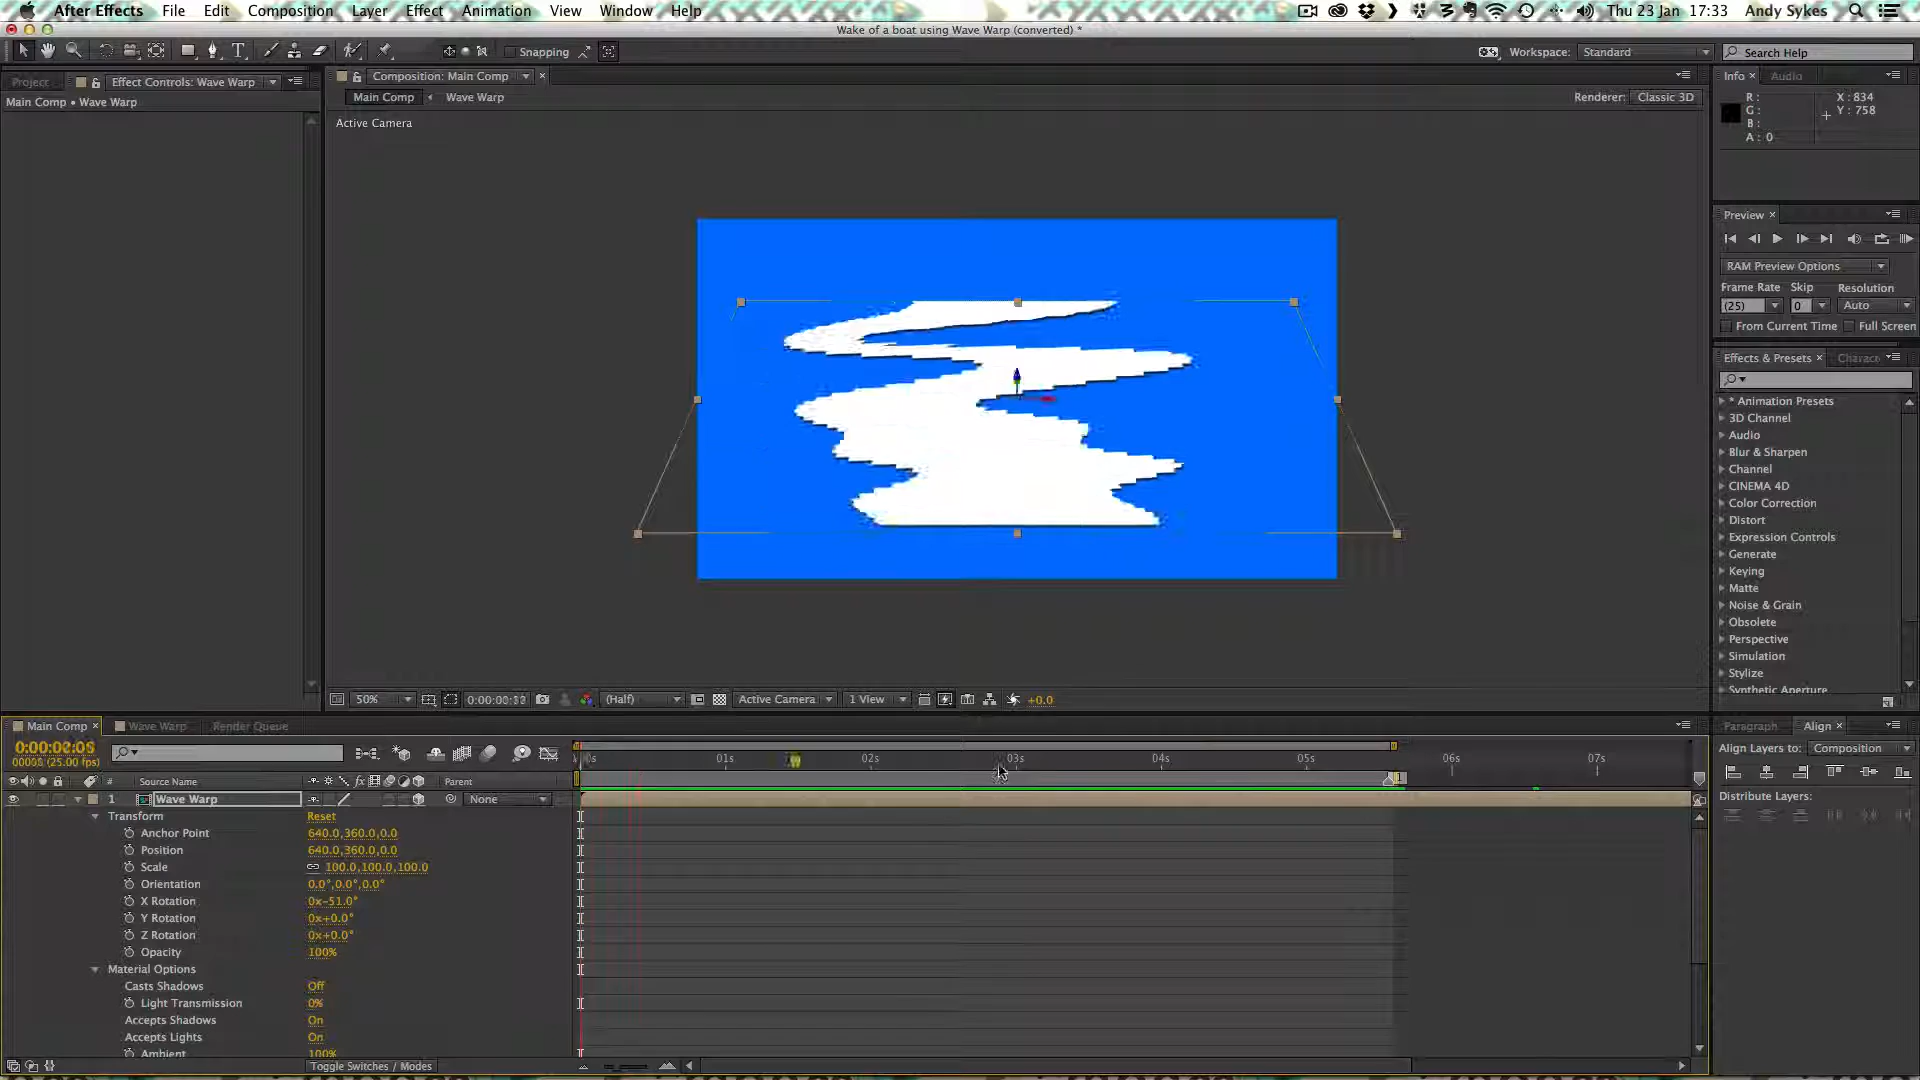 After Effects File Edit Composition Layer Effect Animation View Window Help
Thu 23 Jan 17:33 Andy Sykes
Wake of a boat using Wave Warp (converted) *
Snapping
Workspace: Standard
Search Help
Project
Effect Controls: Wave Warp
Main Comp • Wave Warp
Composition: Main Comp
Main Comp
Wave Warp
Renderer: Classic 3D
Active Camera
Info
Audio
R :
G :
B :
A : 0
X : 834
Y : 758
Preview
RAM Preview Options
Frame Rate Skip Resolution
(25) 0 Auto
From Current Time Full Screen
Effects & Presets
Charac
* Animation Presets
3D Channel
Audio
Blur & Sharpen
Channel
CINEMA 4D
Color Correction
Distort
Expression Controls
Generate
Keying
Matte
Noise & Grain
Obsolete
Perspective
Simulation
Stylize
Synthetic Aperture
50%
(Half)
Active Camera
1 View
+0.0
Main Comp
Wave Warp
Render Queue
(25.00 fps)
# Source Name
Parent
1 Wave Warp
None
Transform Reset
Anchor Point 640.0,360.0,0.0
Position 640.0,360.0,0.0
Scale 100.0,100.0,100.0
Orientation 0.0°,0.0°,0.0°
X Rotation 0x-51.0°
Y Rotation 0x+0.0°
Z Rotation 0x+0.0°
Opacity 100%
Material Options
Casts Shadows Off
Light Transmission 0%
Accepts Shadows On
Accepts Lights On
Ambient 100%
Toggle Switches / Modes
01s 02s 03s 04s 05s 06s 07s
1
Paragraph
Align
Align Layers to: Composition
Distribute Layers: